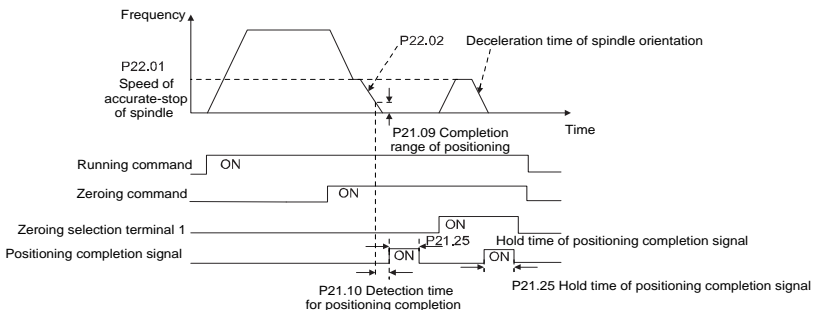 Frequency
P22.02
Deceleration time of spindle orientation
P22.01
Speed of
accurate-stop
of spindle
Time
P21.09 Completion
range of positioning
Running command
ON
Zeroing command
ON
Zeroing selection terminal 1
ON
P21.25
Hold time of positioning completion signal
Positioning completion signal
ON
ON
P21.10 Detection time
for positioning completion
P21.25 Hold time of positioning completion signal